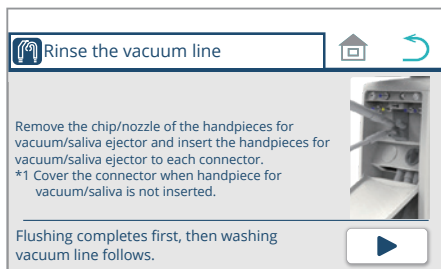 Rinse the vacuum line
Remove the chip/nozzle of the handpieces for
vacuum/saliva ejector and insert the handpieces for
vacuum/saliva ejector to each connector.
*1 Cover the connector when handpiece for
vacuum/saliva is not inserted.
Flushing completes first, then washing
vacuum line follows.